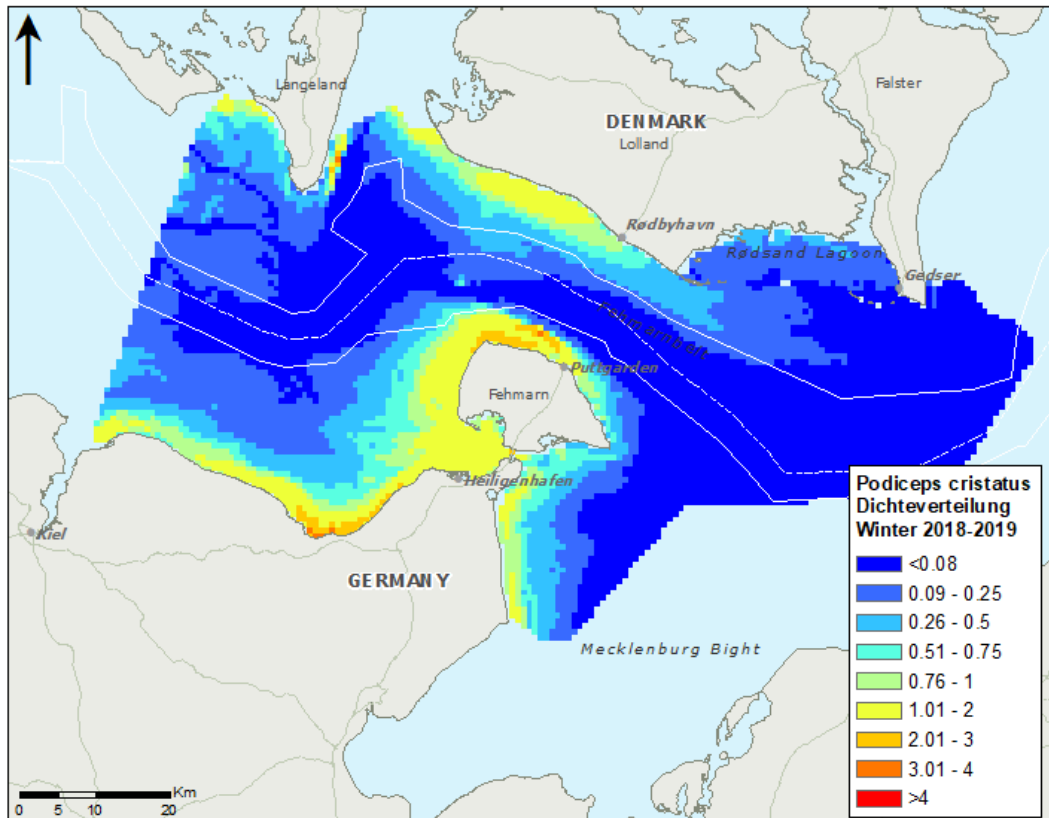 Langeland
Falster
DENMARK
Lolland
Rødbyhavn
Rødsand Lagoon
Gedser
Fehmarnbelt
Puttgarden
Fehmarn
Heiligenhafen
Kiel
GERMANY
Mecklenburg Bight
Podiceps cristatus
Dichteverteilung
Winter 2018-2019
<0.08
0.09 - 0.25
0.26 - 0.5
0.51 - 0.75
0.76 - 1
1.01 - 2
2.01 - 3
3.01 - 4
>4
Km
0 5 10 20